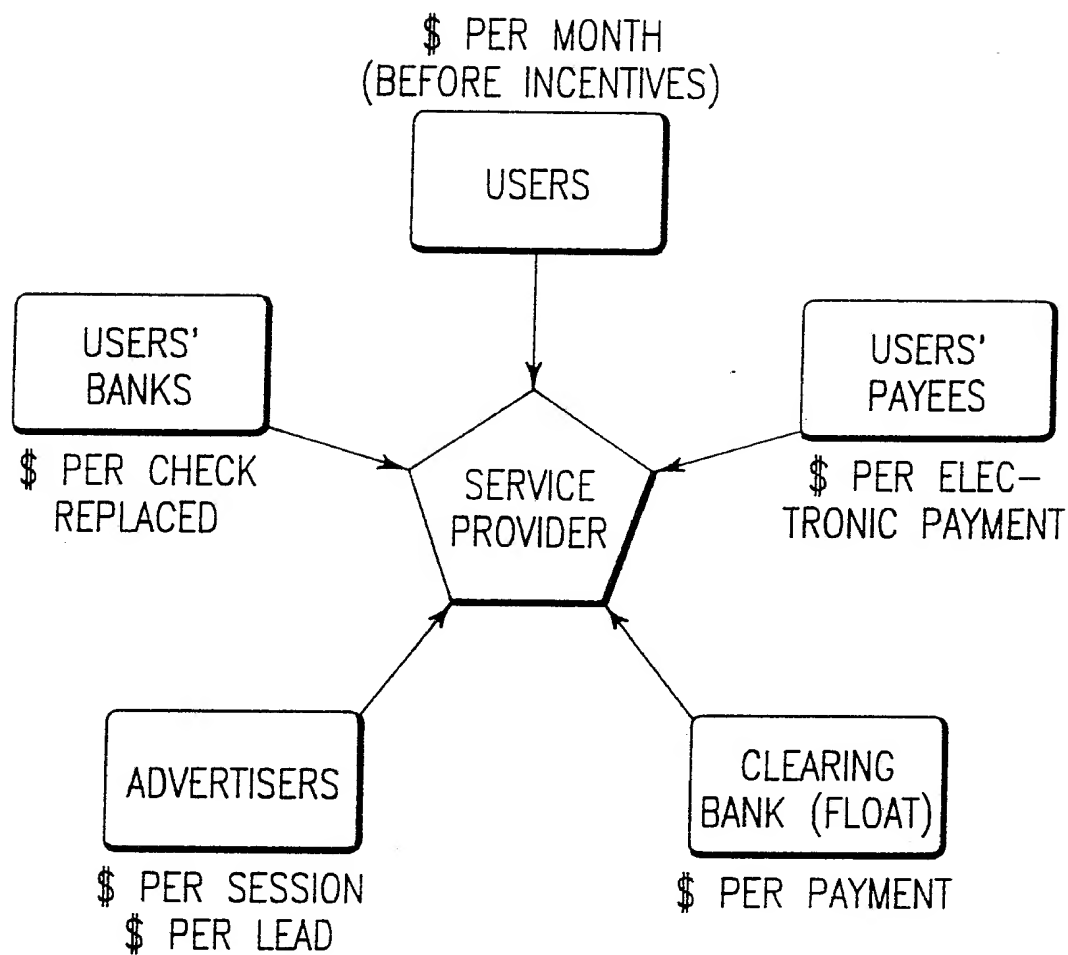 $ PER MONTH
(BEFORE INCENTIVES)
USERS
USERS'
BANKS
$ PER CHECK
REPLACED
USERS'
PAYEES
$ PER ELEC-
TRONIC PAYMENT
SERVICE
PROVIDER
ADVERTISERS
$ PER SESSION
$ PER LEAD
CLEARING
BANK (FLOAT)
$ PER PAYMENT